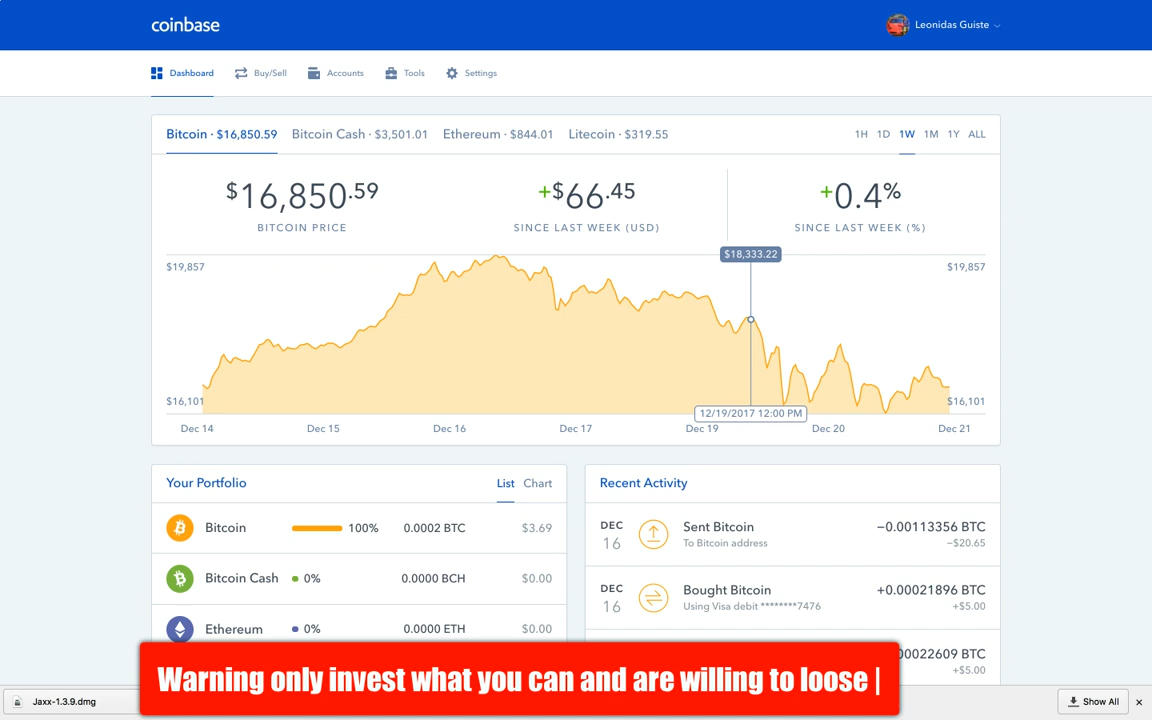 coinbase
Leonidas Guiste
Dashboard Buy/Sell Accounts Tools Settings
Bitcoin · $16,850.59 Bitcoin Cash · $3,501.01 Ethereum · $844.01 Litecoin · $319.55 1H 1D 1W 1M 1Y ALL
$16,850.59 +$66.45 +0.4%
BITCOIN PRICE SINCE LAST WEEK (USD) SINCE LAST WEEK (%)
$18,333.22
$19,857 $19,857
$16,101 $16,101
12/19/2017 12:00 PM
Dec 14 Dec 15 Dec 16 Dec 17 Dec 19 Dec 20 Dec 21
Your Portfolio List Chart
Bitcoin 100% 0.0002 BTC $3.69
Bitcoin Cash 0% 0.0000 BCH $0.00
Ethereum 0% 0.0000 ETH $0.00
Recent Activity
DEC 16 Sent Bitcoin −0.00113356 BTC
To Bitcoin address −$20.65
DEC 16 Bought Bitcoin +0.00021896 BTC
Using Visa debit ********7476 +$5.00
00022609 BTC
+$5.00
Warning only invest what you can and are willing to loose |
Jaxx-1.3.9.dmg
Show All